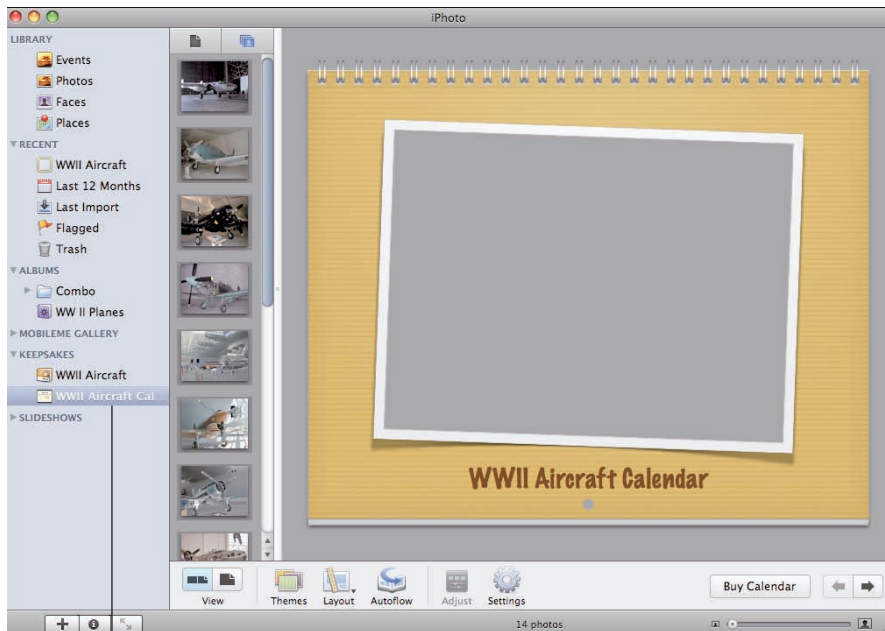 iPhoto
LIBRARY
Events
Photos
Faces
Places
RECENT
WWII Aircraft
Last 12 Months
Last Import
Flagged
Trash
ALBUMS
Combo
WW II Planes
MOBILEME GALLERY
KEEPSAKES
WWII Aircraft
WWII Aircraft Cal...
SLIDESHOWS
WWII Aircraft Calendar
View
Themes
Layout
Autoflow
Adjust
Settings
Buy Calendar
14 photos